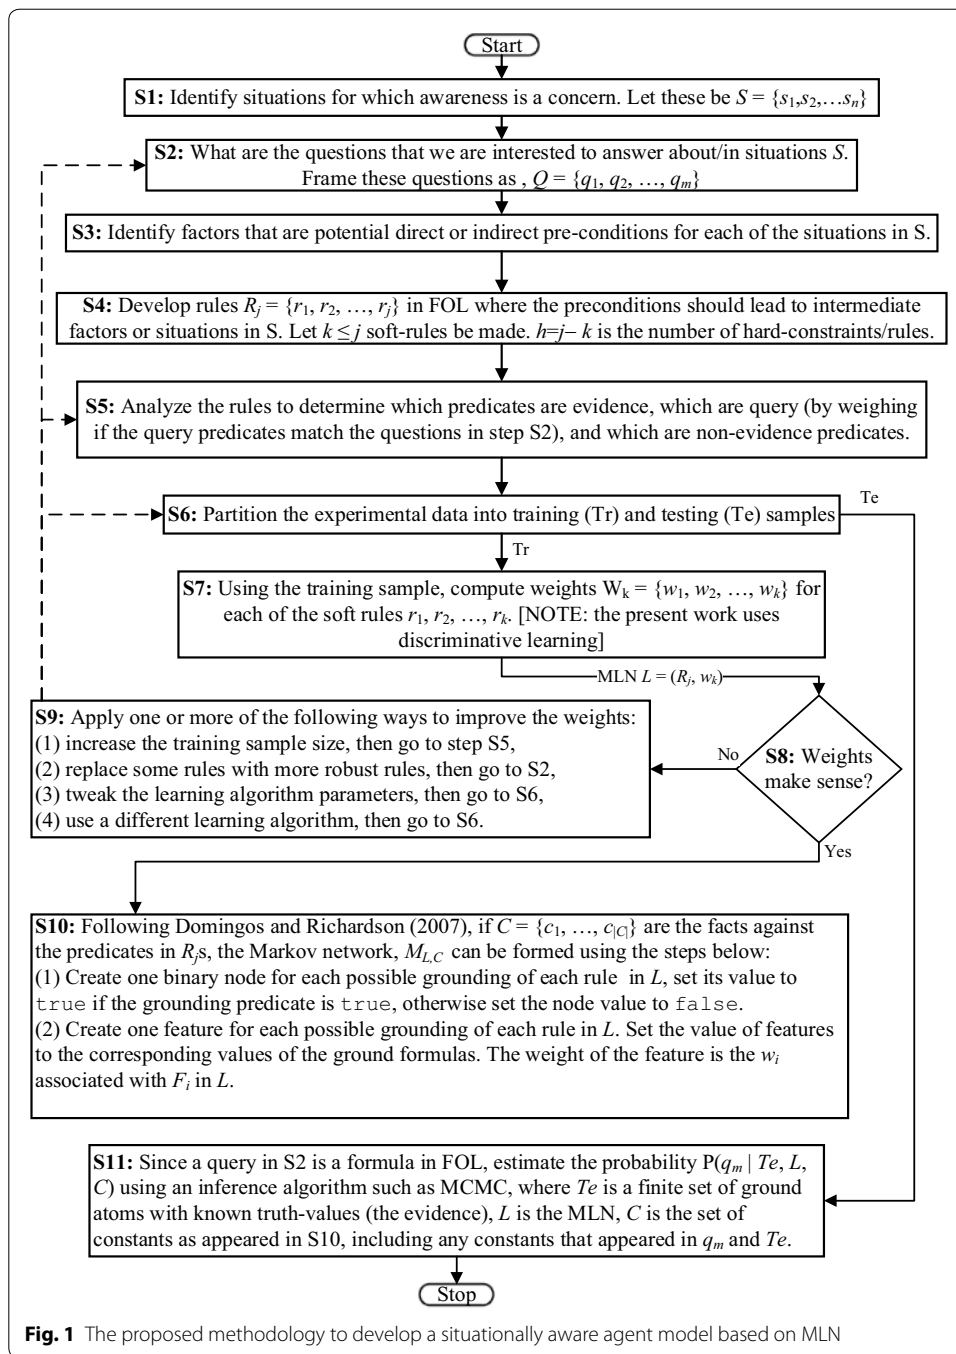 Start
S1: Identify situations for which awareness is a concern. Let these be S = {s1,s2,…sn}
S2: What are the questions that we are interested to answer about/in situations S.
Frame these questions as , Q = {q1, q2, …, qm}
S3: Identify factors that are potential direct or indirect pre-conditions for each of the situations in S.
S4: Develop rules Rj = {r1, r2, …, rj} in FOL where the preconditions should lead to intermediate
factors or situations in S. Let k ≤ j soft-rules be made. h=j– k is the number of hard-constraints/rules.
S5: Analyze the rules to determine which predicates are evidence, which are query (by weighing
if the query predicates match the questions in step S2), and which are non-evidence predicates.
Te
S6: Partition the experimental data into training (Tr) and testing (Te) samples
Tr
S7: Using the training sample, compute weights Wk = {w1, w2, …, wk} for
each of the soft rules r1, r2, …, rk. [NOTE: the present work uses
discriminative learning]
MLN L = (Rj, wk)
S9: Apply one or more of the following ways to improve the weights:
(1) increase the training sample size, then go to step S5,
(2) replace some rules with more robust rules, then go to S2,
(3) tweak the learning algorithm parameters, then go to S6,
(4) use a different learning algorithm, then go to S6.
No
S8: Weights
make sense?
Yes
S10: Following Domingos and Richardson (2007), if C = {c1, …, c|C|} are the facts against
the predicates in Rjs, the Markov network, ML,C can be formed using the steps below:
(1) Create one binary node for each possible grounding of each rule in L, set its value to
true if the grounding predicate is true, otherwise set the node value to false.
(2) Create one feature for each possible grounding of each rule in L. Set the value of features
to the corresponding values of the ground formulas. The weight of the feature is the wi
associated with Fi in L.
S11: Since a query in S2 is a formula in FOL, estimate the probability P(qm | Te, L,
C) using an inference algorithm such as MCMC, where Te is a finite set of ground
atoms with known truth-values (the evidence), L is the MLN, C is the set of
constants as appeared in S10, including any constants that appeared in qm and Te.
Stop
Fig. 1 The proposed methodology to develop a situationally aware agent model based on MLN